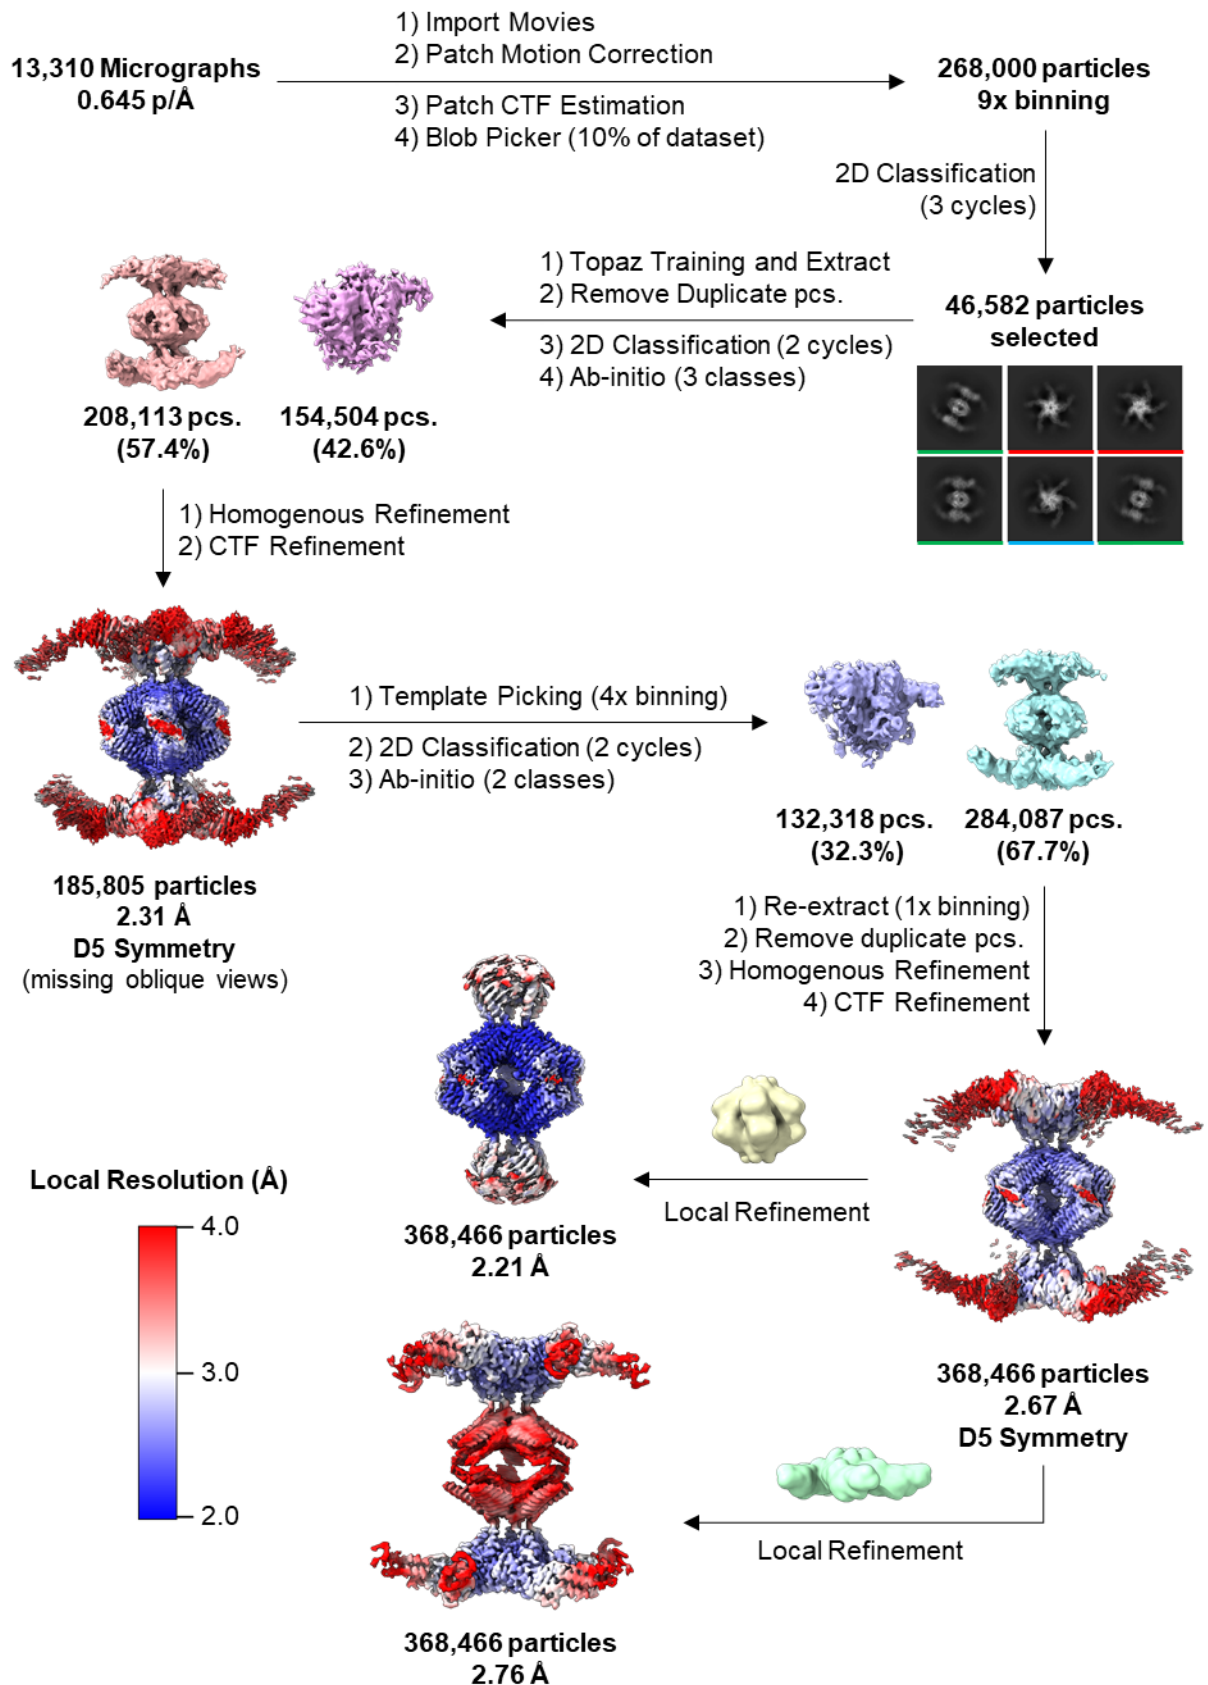 13,310 Micrographs
0.645 p/Å
1) Import Movies
2) Patch Motion Correction
3) Patch CTF Estimation
4) Blob Picker (10% of dataset)
268,000 particles
9x binning
2D Classification
(3 cycles)
46,582 particles
selected
1) Topaz Training and Extract
2) Remove Duplicate pcs.
3) 2D Classification (2 cycles)
4) Ab-initio (3 classes)
208,113 pcs.
(57.4%)
154,504 pcs.
(42.6%)
1) Homogenous Refinement
2) CTF Refinement
185,805 particles
2.31 Å
D5 Symmetry
(missing oblique views)
1) Template Picking (4x binning)
2) 2D Classification (2 cycles)
3) Ab-initio (2 classes)
132,318 pcs.
(32.3%)
284,087 pcs.
(67.7%)
1) Re-extract (1x binning)
2) Remove duplicate pcs.
3) Homogenous Refinement
4) CTF Refinement
368,466 particles
2.67 Å
D5 Symmetry
Local Refinement
368,466 particles
2.21 Å
Local Refinement
368,466 particles
2.76 Å
Local Resolution (Å)
4.0
3.0
2.0